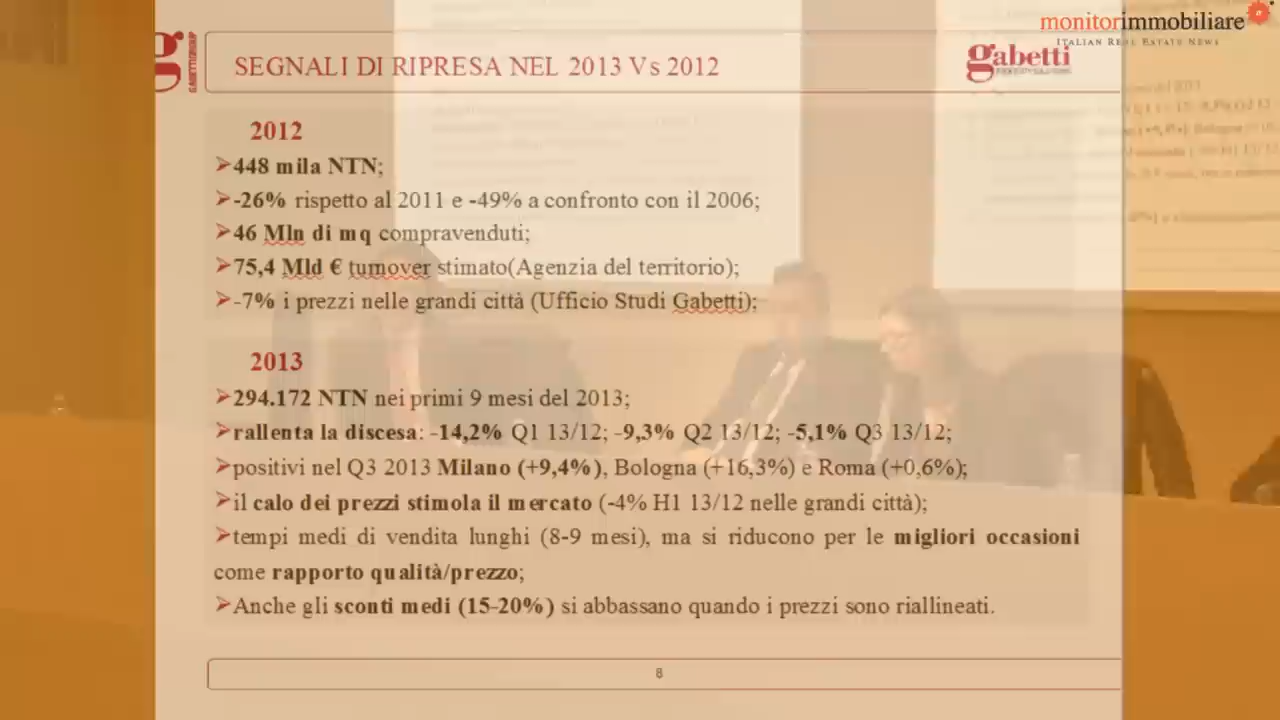 monitorimmobiliare
ITALIAN REAL ESTATE NEWS
gabetti
SEGNALI DI RIPRESA NEL 2013 Vs 2012
2012
➢448 mila NTN;
➢-26% rispetto al 2011 e -49% a confronto con il 2006;
➢46 Mln di mq compravenduti;
➢75,4 Mld € turnover stimato(Agenzia del territorio);
➢-7% i prezzi nelle grandi città (Ufficio Studi Gabetti);
2013
➢294.172 NTN nei primi 9 mesi del 2013;
➢rallenta la discesa: -14,2% Q1 13/12; -9,3% Q2 13/12; -5,1% Q3 13/12;
➢positivi nel Q3 2013 Milano (+9,4%), Bologna (+16,3%) e Roma (+0,6%);
➢il calo dei prezzi stimola il mercato (-4% H1 13/12 nelle grandi città);
➢tempi medi di vendita lunghi (8-9 mesi), ma si riducono per le migliori occasioni
come rapporto qualità/prezzo;
➢Anche gli sconti medi (15-20%) si abbassano quando i prezzi sono riallineati.
8